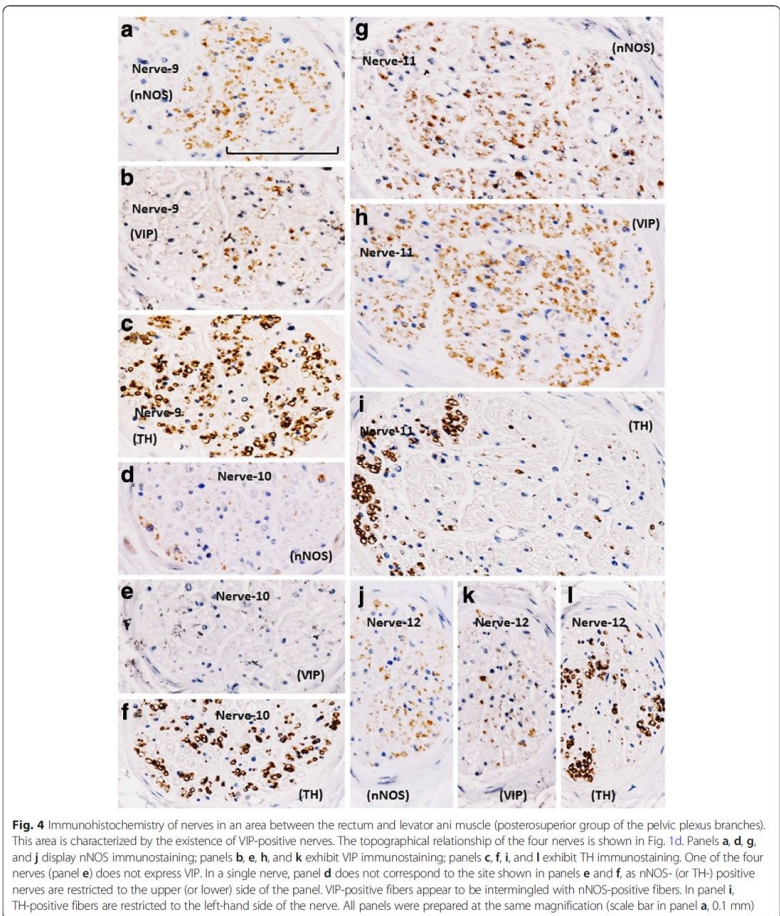 a
Nerve-9
(nNOS)
b
Nerve-9
(VIP)
c
Nerve-9
(TH)
d
Nerve-10
(nNOS)
e
Nerve-10
(VIP)
f
Nerve-10
(TH)
g
(nNOS)
Nerve-11
h
(VIP)
Nerve-11
i
(TH)
Nerve-11
j
Nerve-12
(nNOS)
k
Nerve-12
(VIP)
l
Nerve-12
(TH)
Fig. 4 Immunohistochemistry of nerves in an area between the rectum and levator ani muscle (posterosuperior group of the pelvic plexus branches).
This area is characterized by the existence of VIP-positive nerves. The topographical relationship of the four nerves is shown in Fig. 1d. Panels a, d, g,
and j display nNOS immunostaining; panels b, e, h, and k exhibit VIP immunostaining; panels c, f, i, and l exhibit TH immunostaining. One of the four
nerves (panel e) does not express VIP. In a single nerve, panel d does not correspond to the site shown in panels e and f, as nNOS- (or TH-) positive
nerves are restricted to the upper (or lower) side of the panel. VIP-positive fibers appear to be intermingled with nNOS-positive fibers. In panel i,
TH-positive fibers are restricted to the left-hand side of the nerve. All panels were prepared at the same magnification (scale bar in panel a, 0.1 mm)